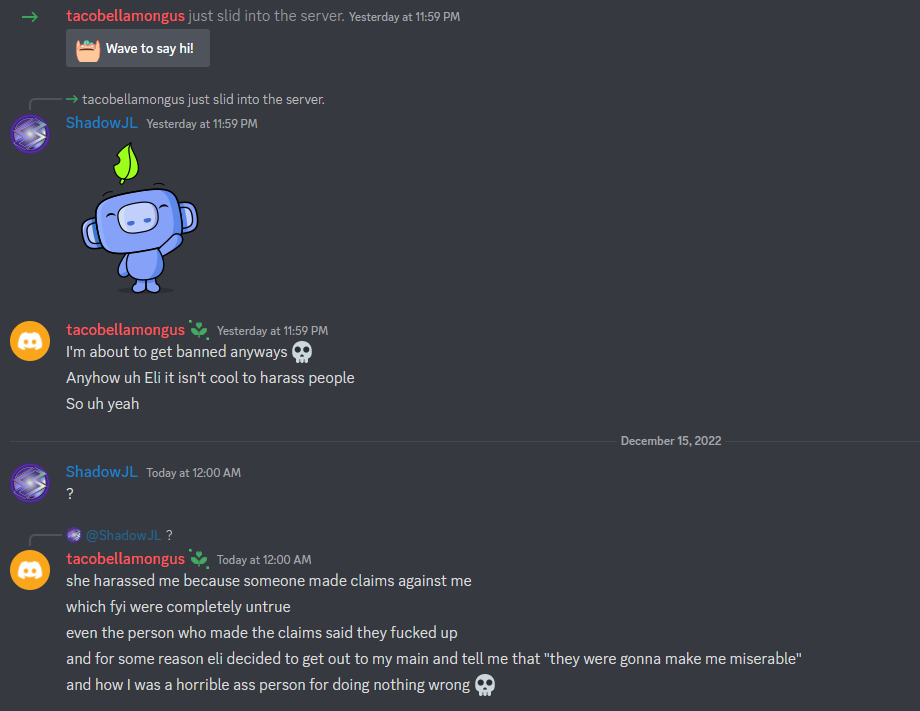 tacobellamongus just slid into the server. Yesterday at 11:59 PM
Wave to say hi!
tacobellamongus just slid into the server.
ShadowJL Yesterday at 11:59 PM
tacobellamongus Yesterday at 11:59 PM
I'm about to get banned anyways
Anyhow uh Eli it isn't cool to harass people
So uh yeah
December 15, 2022
ShadowJL Today at 12:00 AM
?
@ShadowJL ?
tacobellamongus Today at 12:00 AM
she harassed me because someone made claims against me
which fyi were completely untrue
even the person who made the claims said they fucked up
and for some reason eli decided to get out to my main and tell me that "they were gonna make me miserable"
and how I was a horrible ass person for doing nothing wrong